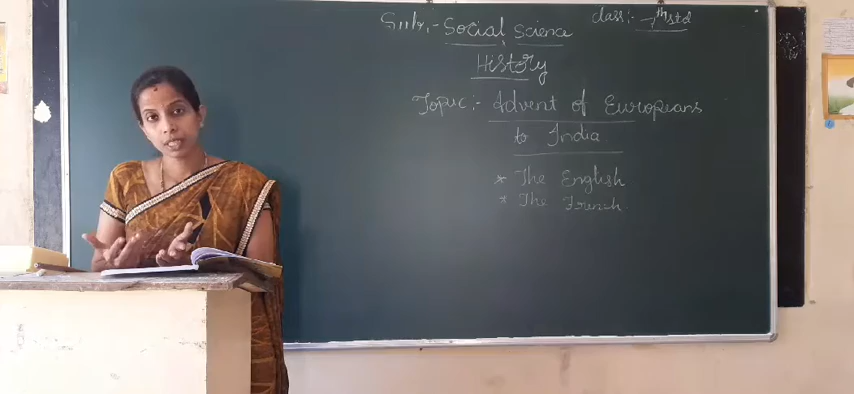 Sub:- Social Science
class:- 7th std
History
Topic:- Advent of Europeans
to India
* The English
* The French